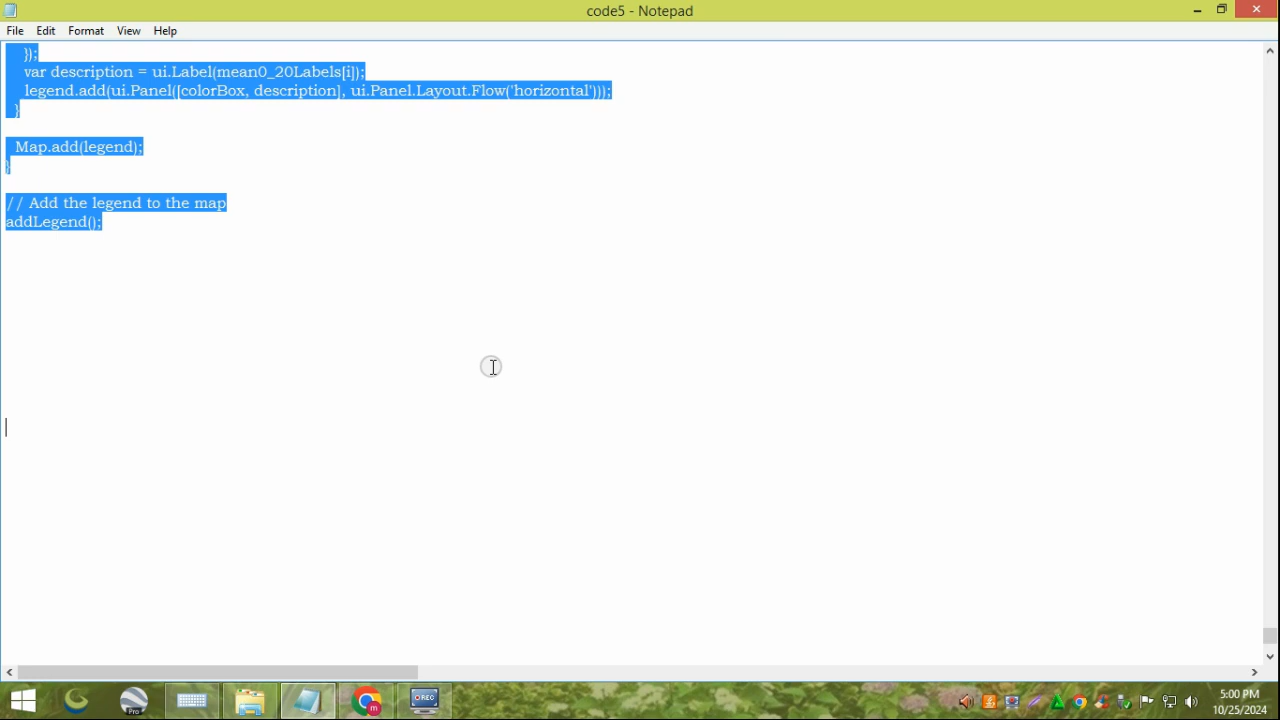 code5 - Notepad
File Edit Format View Help
});
var description = ui.Label(mean0_20Labels[i]);
legend.add(ui.Panel([colorBox, description], ui.Panel.Layout.Flow('horizontal')));
}
Map.add(legend);
}
// Add the legend to the map
addLegend();
Pro
m
REC
5:00 PM
10/25/2024